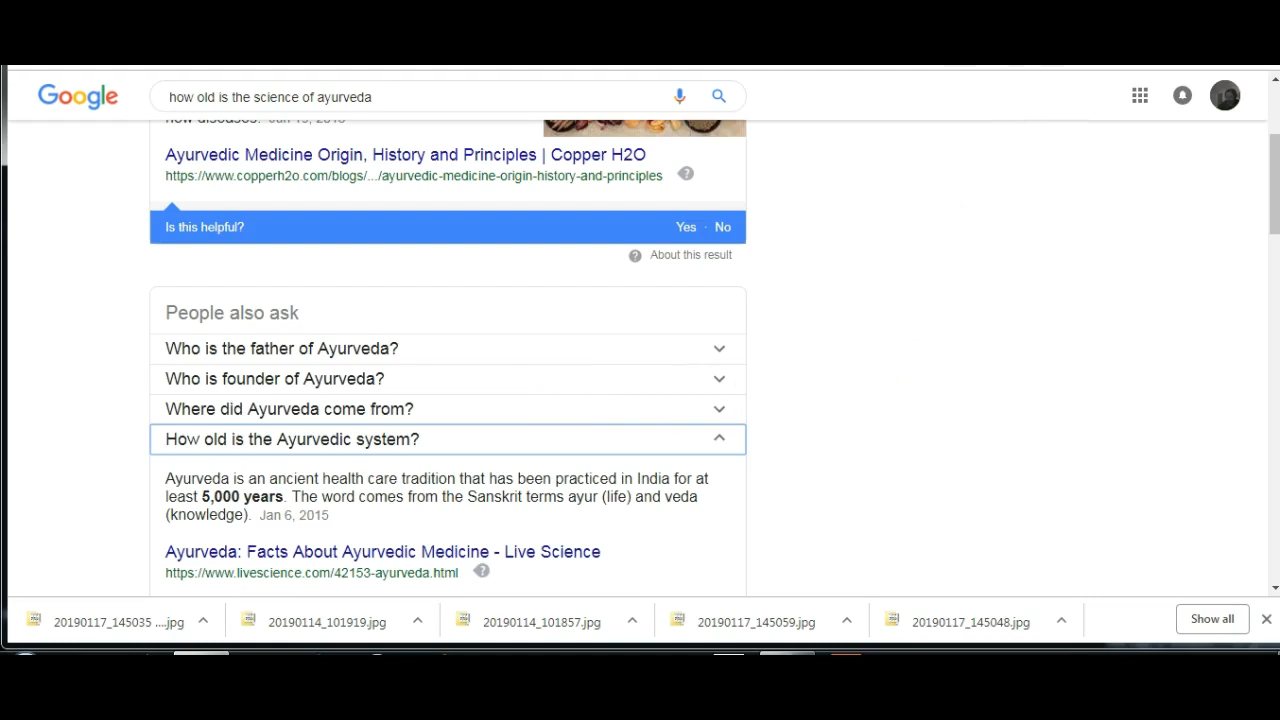 Google
how old is the science of ayurveda
Ayurvedic Medicine Origin, History and Principles | Copper H2O
https://www.copperh2o.com/blogs/.../ayurvedic-medicine-origin-history-and-principles
Is this helpful? Yes · No
About this result
People also ask
Who is the father of Ayurveda?
Who is founder of Ayurveda?
Where did Ayurveda come from?
How old is the Ayurvedic system?
Ayurveda is an ancient health care tradition that has been practiced in India for at
least 5,000 years. The word comes from the Sanskrit terms ayur (life) and veda
(knowledge). Jan 6, 2015
Ayurveda: Facts About Ayurvedic Medicine - Live Science
https://www.livescience.com/42153-ayurveda.html
20190117_145035 ....jpg 20190114_101919.jpg 20190114_101857.jpg 20190117_145059.jpg 20190117_145048.jpg Show all